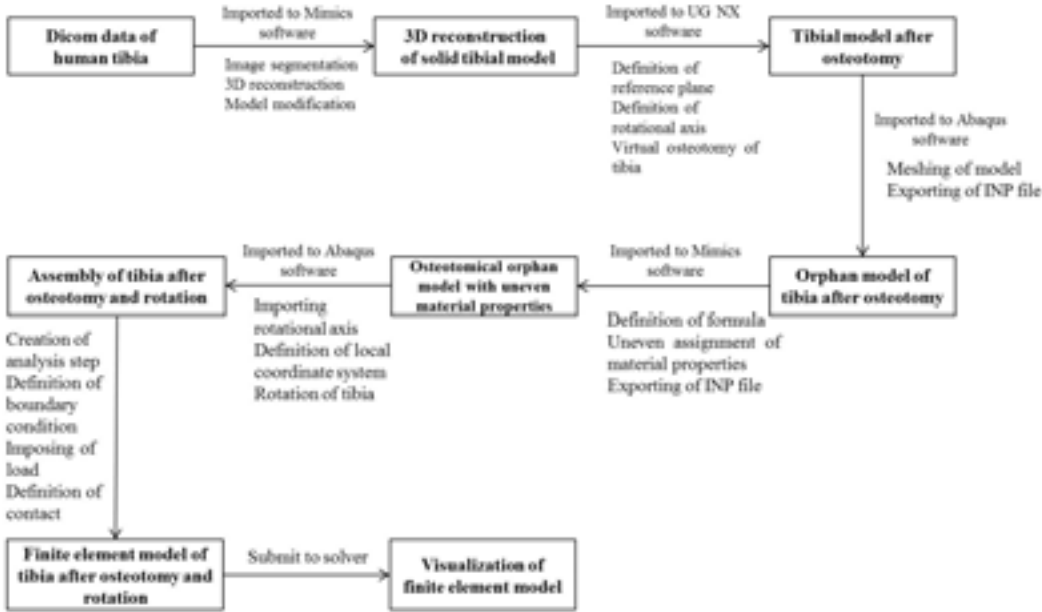 Dicom data of
human tibia
Imported to Mimics
software
Image segmentation
3D reconstruction
Model modification
3D reconstruction
of solid tibial model
Imported to UG NX
software
Definition of
reference plane
Definition of
rotational axis
Virtual osteotomy of
tibia
Tibial model after
osteotomy
Imported to Abaqus
software
Meshing of model
Exporting of INP file
Orphan model of
tibia after osteotomy
Imported to Mimics
software
Definition of formula
Uneven assignment of
material properties
Exporting of INP file
Osteotomical orphan
model with uneven
material properties
Imported to Abaqus
software
Importing
rotational axis
Definition of local
coordinate system
Rotation of tibia
Assembly of tibia after
osteotomy and rotation
Creation of
analysis step
Definition of
boundary
condition
Imposing of
load
Definition of
contact
Finite element model of
tibia after osteotomy and
rotation
Submit to solver
Visualization of
finite element model